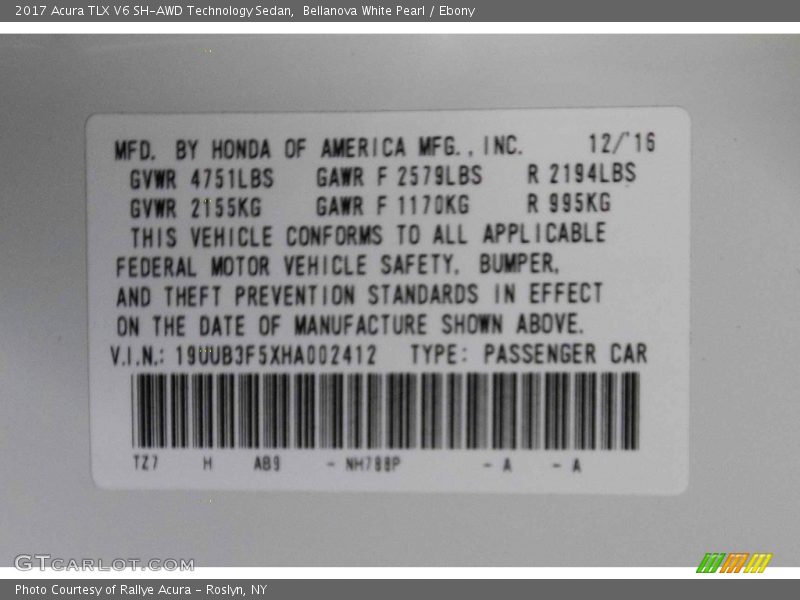 2017 Acura TLX V6 SH-AWD Technology Sedan, Bellanova White Pearl / Ebony
MFD. BY HONDA OF AMERICA MFG., INC. 12/'16
GVWR 4751LBS GAWR F 2579LBS R 2194LBS
GVWR 2155KG GAWR F 1170KG R 995KG
THIS VEHICLE CONFORMS TO ALL APPLICABLE
FEDERAL MOTOR VEHICLE SAFETY, BUMPER,
AND THEFT PREVENTION STANDARDS IN EFFECT
ON THE DATE OF MANUFACTURE SHOWN ABOVE.
V.I.N.: 19UUB3F5XHA002412 TYPE: PASSENGER CAR
TZ7 H AB9 - NH788P - A - A
GTCARLOT.COM
Photo Courtesy of Rallye Acura - Roslyn, NY